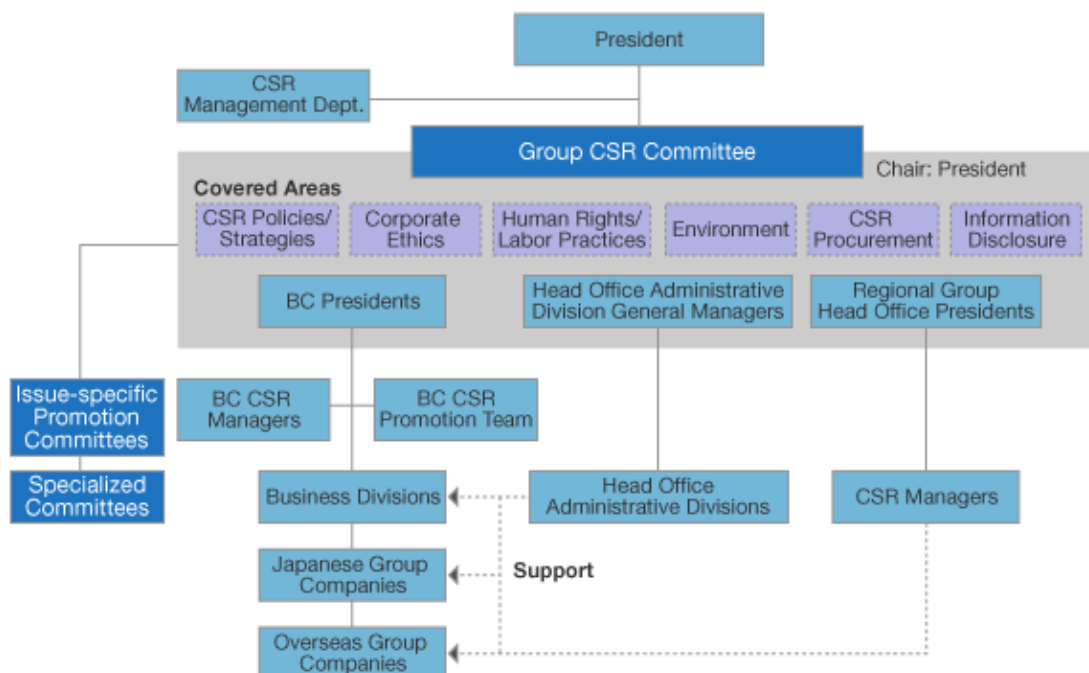 President
CSR
Management Dept.
Group CSR Committee
Chair: President
Covered Areas
CSR Policies/
Strategies
Corporate
Ethics
Human Rights/
Labor Practices
Environment
CSR
Procurement
Information
Disclosure
BC Presidents
Head Office Administrative
Division General Managers
Regional Group
Head Office Presidents
Issue-specific
Promotion
Committees
BC CSR
Managers
BC CSR
Promotion Team
Specialized
Committees
Business Divisions
Head Office
Administrative Divisions
CSR Managers
Japanese Group
Companies
Support
Overseas Group
Companies